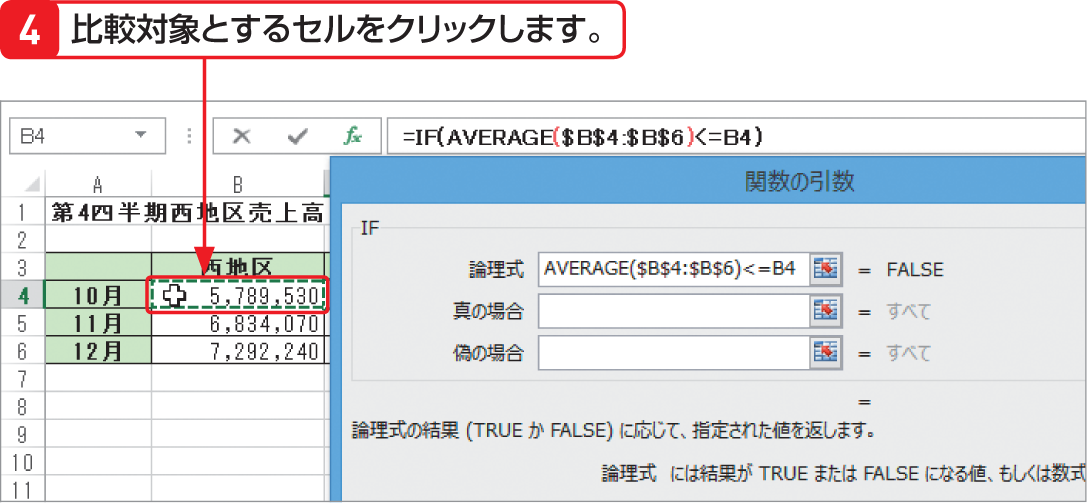 4 比較対象とするセルをクリックします。
B4 fx =IF(AVERAGE($B$4:$B$6)<=B4)
A B
関数の引数
1 第4四半期西地区売上高
IF
2
3 西地区
論理式 AVERAGE($B$4:$B$6)<=B4 = FALSE
4 10月 5,789,530
真の場合 = すべて
5 11月 6,834,070
偽の場合 = すべて
6 12月 7,292,240
7
8
=
9
論理式の結果 (TRUE か FALSE) に応じて、指定された値を返します。
10
論理式 には結果が TRUE または FALSE になる値、もしくは数式
11